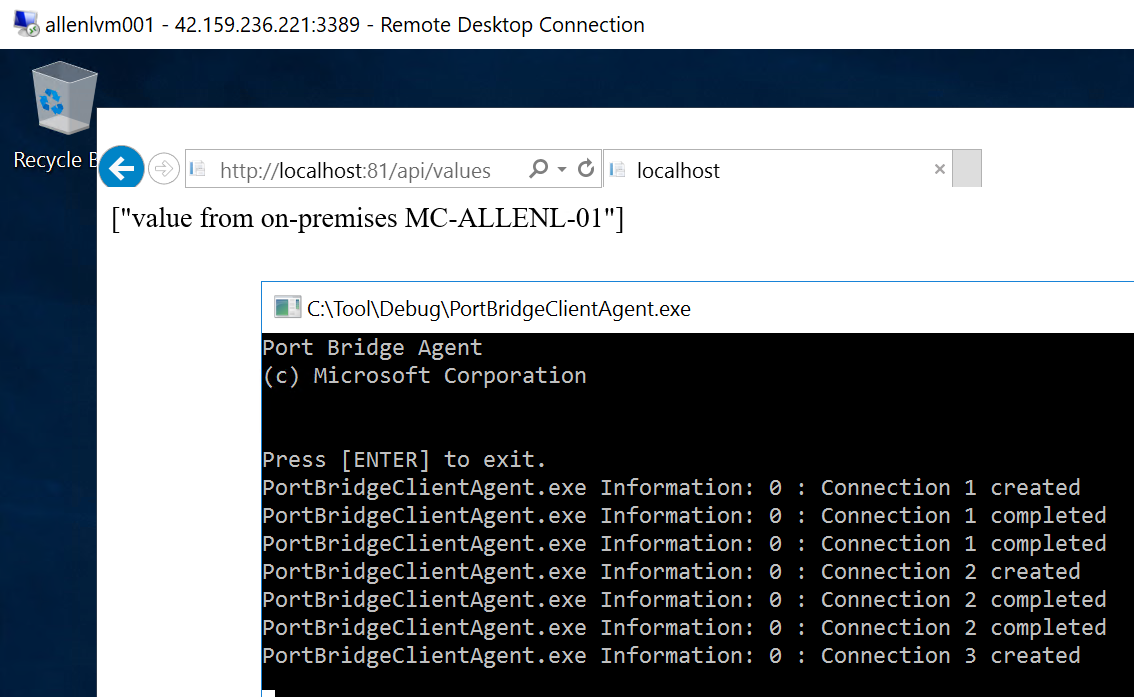 allenlvm001 - 42.159.236.221:3389 - Remote Desktop Connection
Recycle B
http://localhost:81/api/values
localhost
["value from on-premises MC-ALLENL-01"]
C:\Tool\Debug\PortBridgeClientAgent.exe
Port Bridge Agent
(c) Microsoft Corporation
Press [ENTER] to exit.
PortBridgeClientAgent.exe Information: 0 : Connection 1 created
PortBridgeClientAgent.exe Information: 0 : Connection 1 completed
PortBridgeClientAgent.exe Information: 0 : Connection 1 completed
PortBridgeClientAgent.exe Information: 0 : Connection 2 created
PortBridgeClientAgent.exe Information: 0 : Connection 2 completed
PortBridgeClientAgent.exe Information: 0 : Connection 2 completed
PortBridgeClientAgent.exe Information: 0 : Connection 3 created